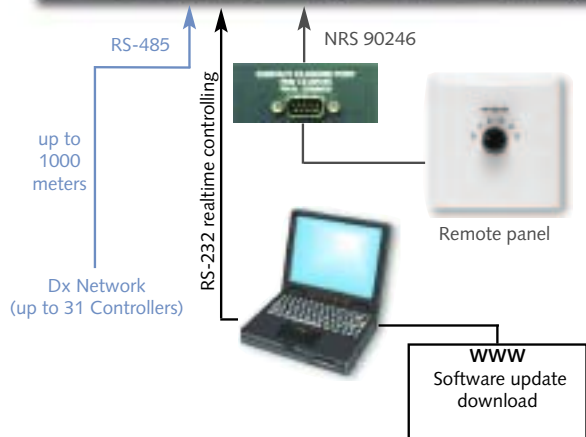 RS-485
NRS 90246
up to
1000
meters
RS-232 realtime controlling
Remote panel
Dx Network
(up to 31 Controllers)
WWW
Software update
download